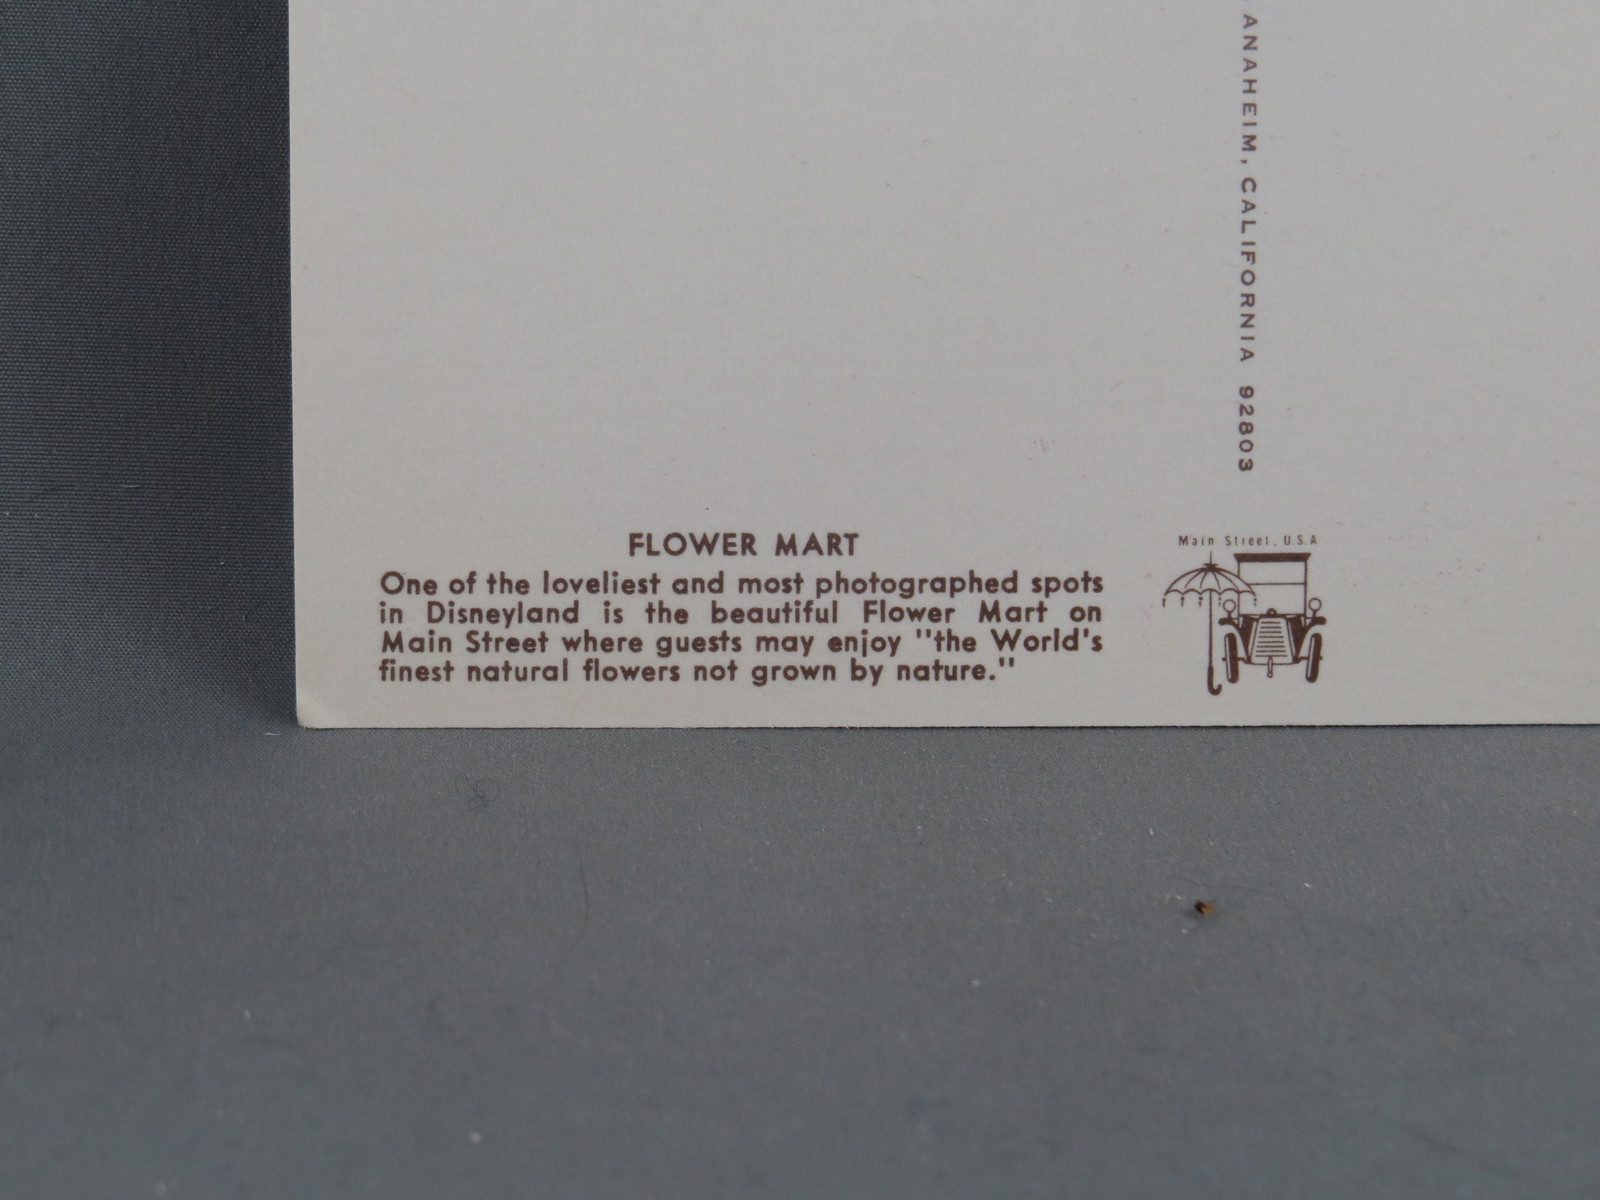 ANAHEIM, CALIFORNIA 92803
FLOWER MART
One of the loveliest and most photographed spots
in Disneyland is the beautiful Flower Mart on
Main Street where guests may enjoy "the World's
finest natural flowers not grown by nature."
Main Street, U.S.A